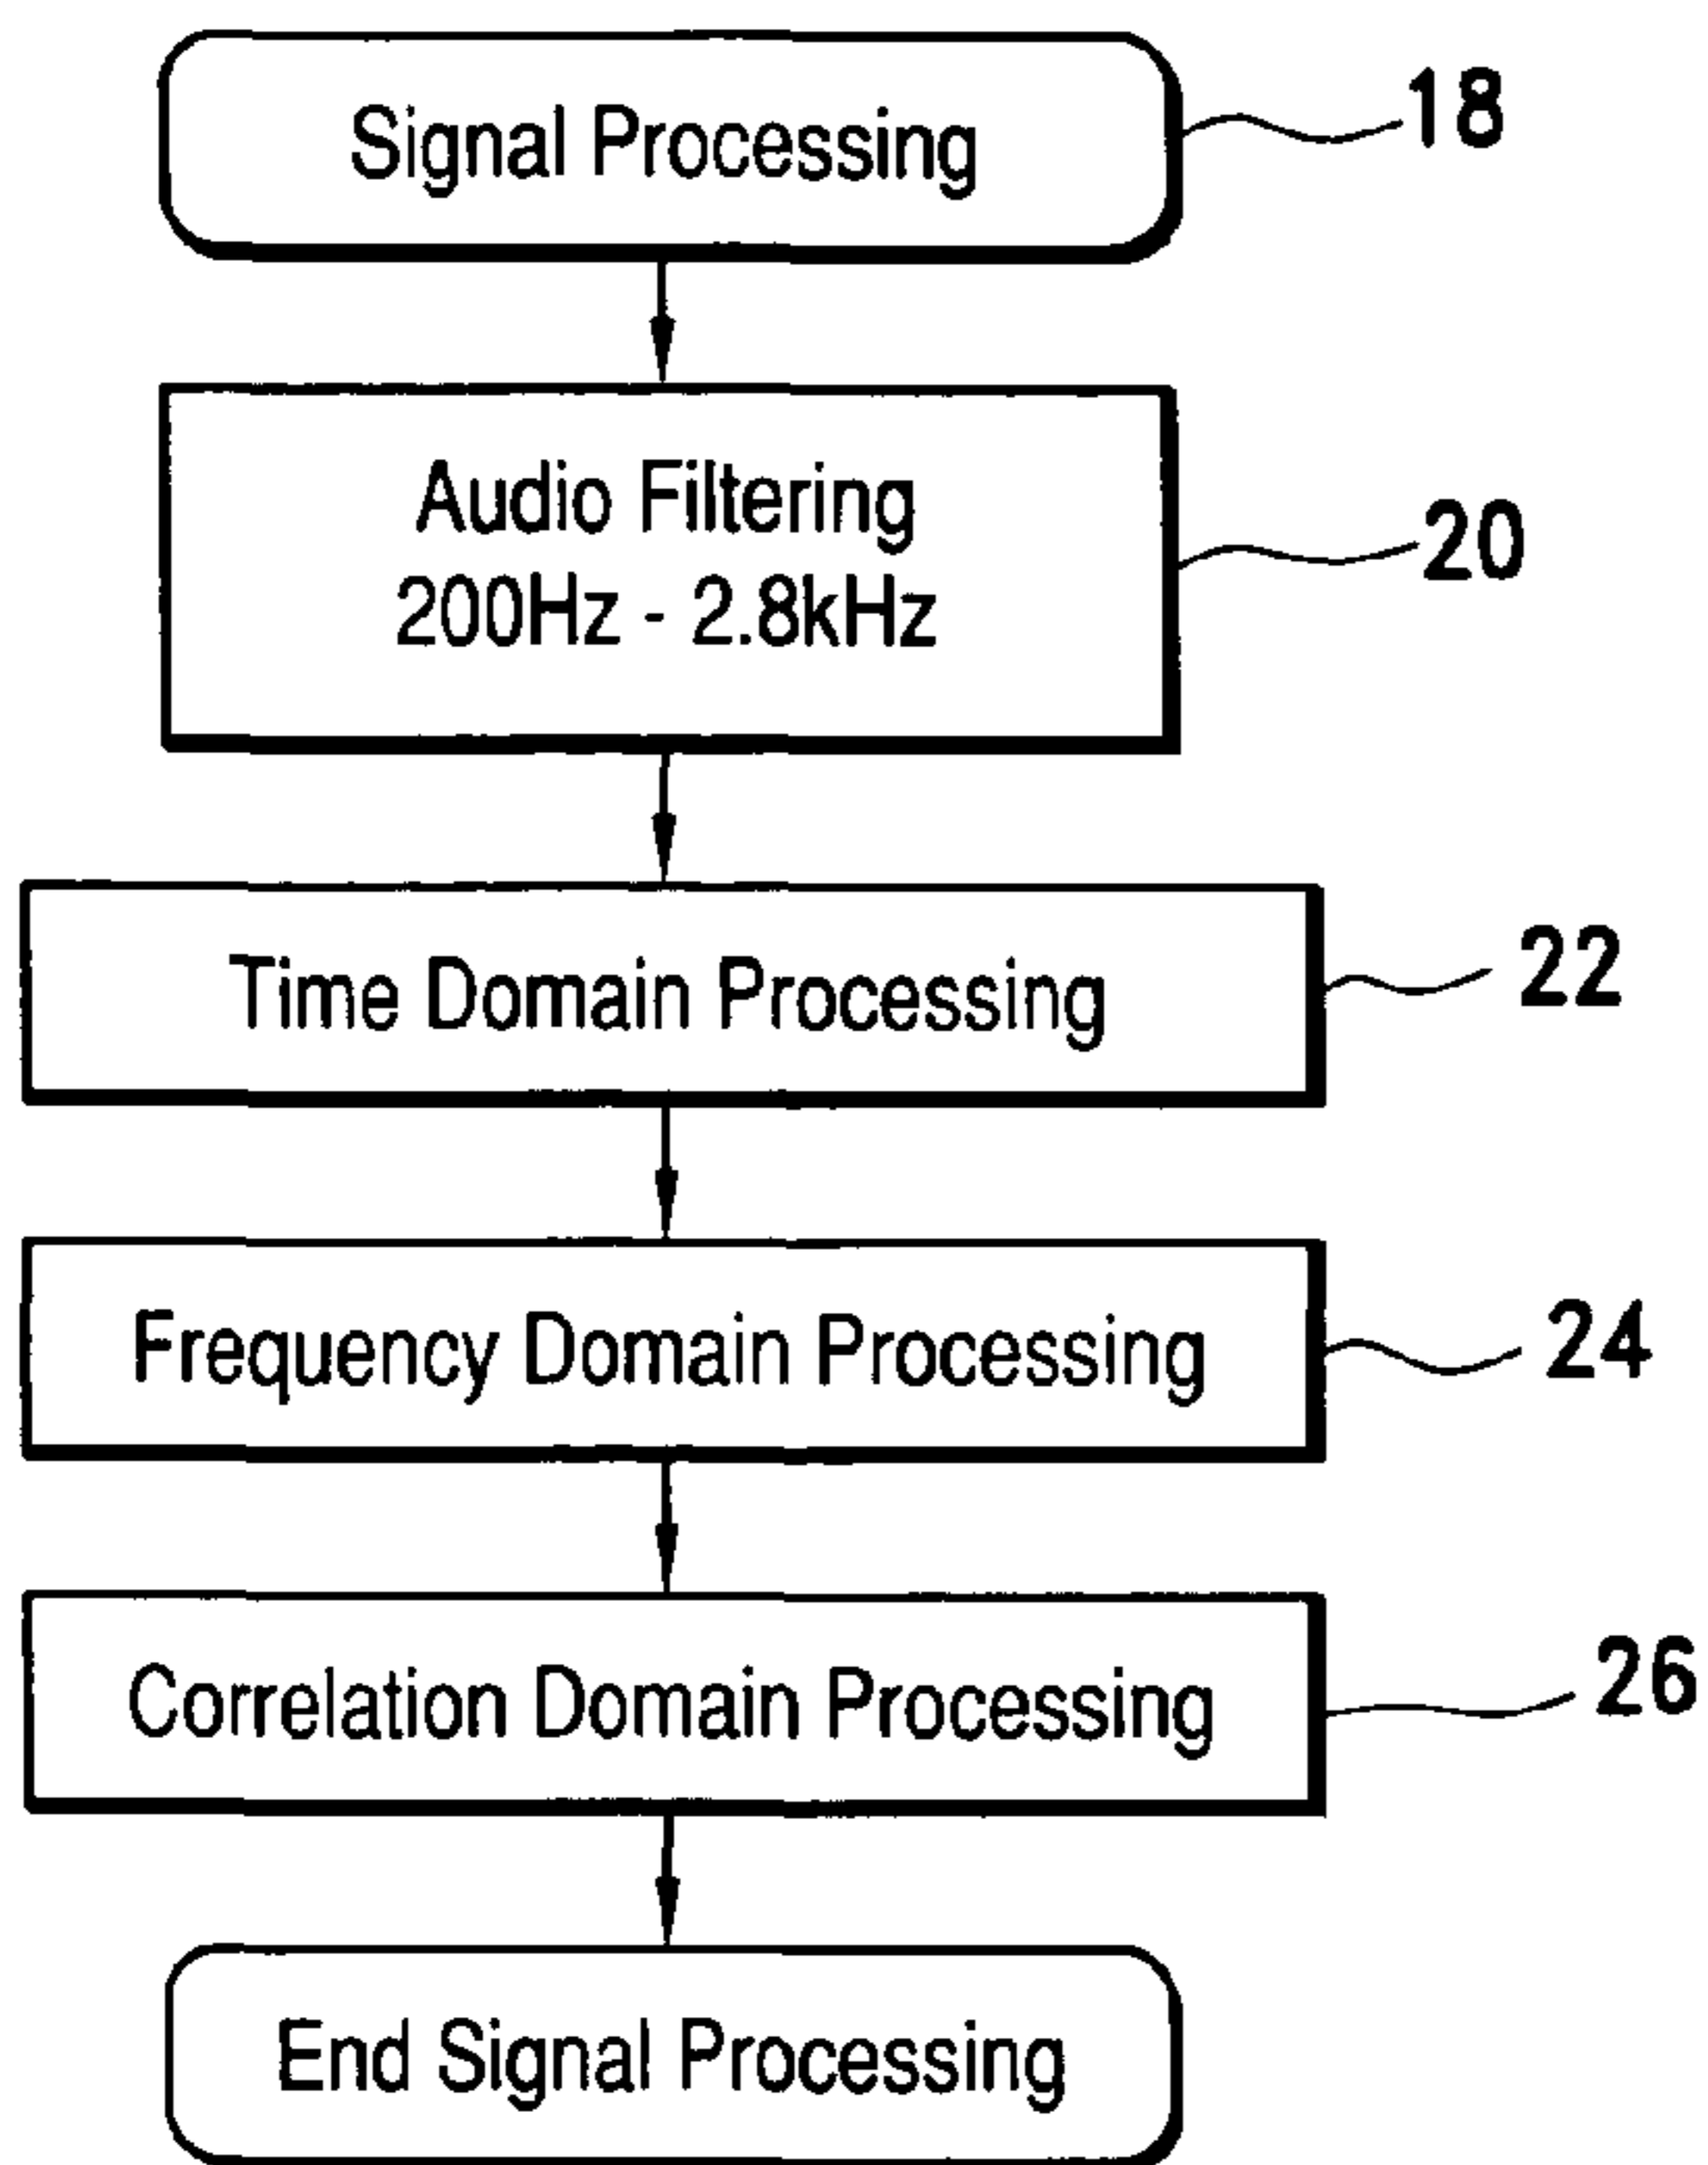 Signal Processing
18
Audio Filtering
200Hz - 2.8kHz
20
Time Domain Processing
22
Frequency Domain Processing
24
Correlation Domain Processing
26
End Signal Processing